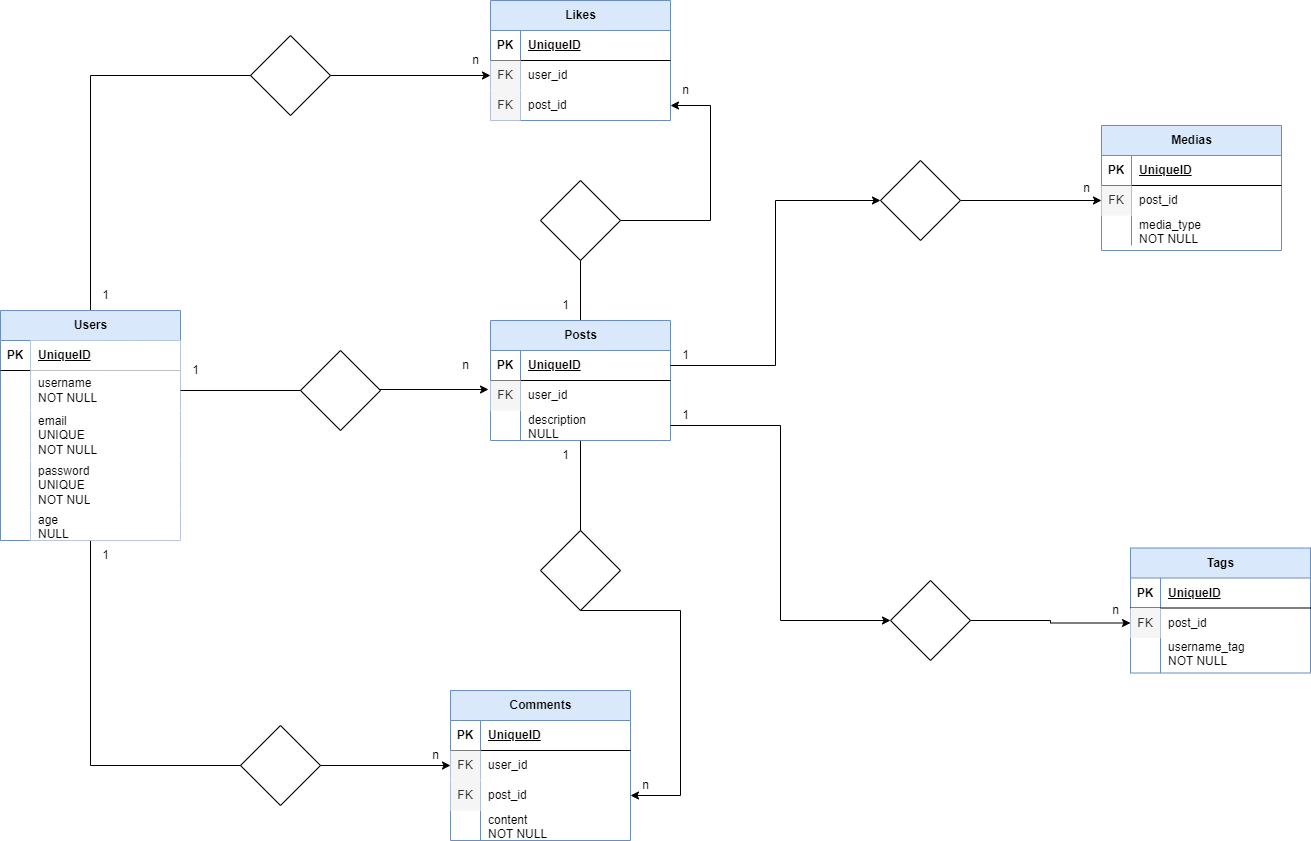 Likes
PK UniqueID
n
FK user_id
n
FK post_id
Medias
PK UniqueID
n
FK post_id
media_type
NOT NULL
1
1
Users
PK UniqueID
username
NOT NULL
email
UNIQUE
NOT NULL
password
UNIQUE
NOT NUL
age
NULL
1
n
Posts
PK UniqueID
FK user_id
description
NULL
1
1
1
1
Tags
PK UniqueID
n
FK post_id
username_tag
NOT NULL
Comments
PK UniqueID
n
FK user_id
n
FK post_id
content
NOT NULL